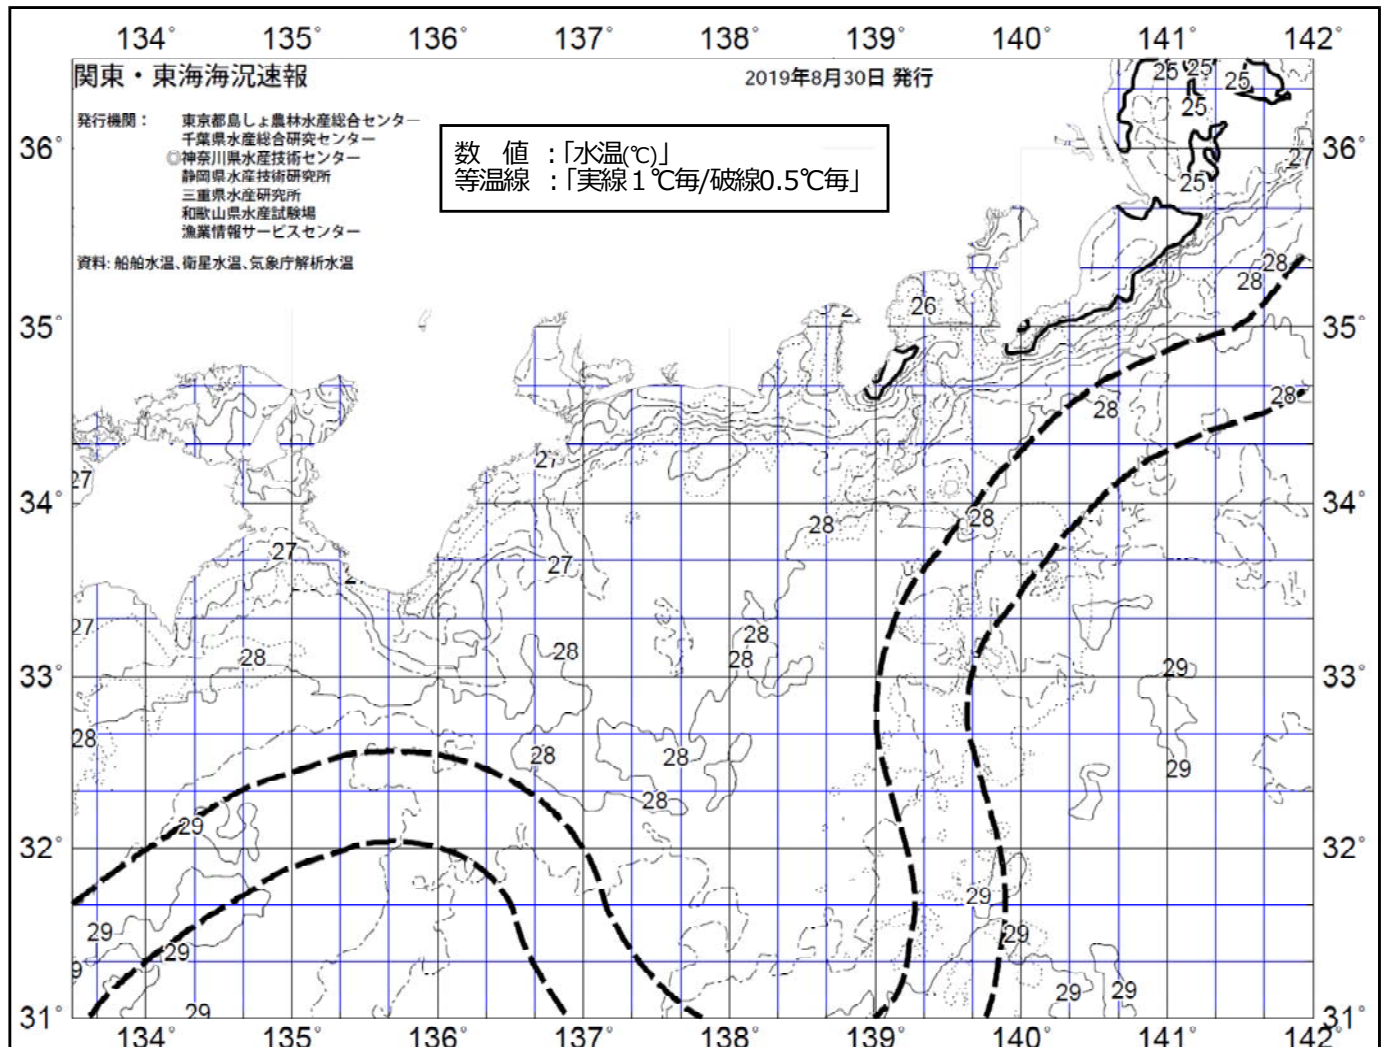 134° 135° 136° 137° 138° 139° 140° 141° 142°
関東・東海海況速報
2019年8月30日 発行
発行機関： 東京都島しょ農林水産総合センター
千葉県水産総合研究センター
◎神奈川県水産技術センター
静岡県水産技術研究所
三重県水産研究所
和歌山県水産試験場
漁業情報サービスセンター
資料: 船舶水温、衛星水温、気象庁解析水温
数 値 :「水温(℃)」
等温線 :「実線１℃毎/破線0.5℃毎」
25 25 25
25
36° 27 36°
25
28
28
26
35° 35°
28
28
27
27
34° 34°
28 28
27
27
27
28
28 28 28
33° 29 33°
28
28 28
29
28
29
32° 32°
29
29 29
29
29
29 29
29
31° 31°
134° 135° 136° 137° 138° 139° 140° 141° 142°